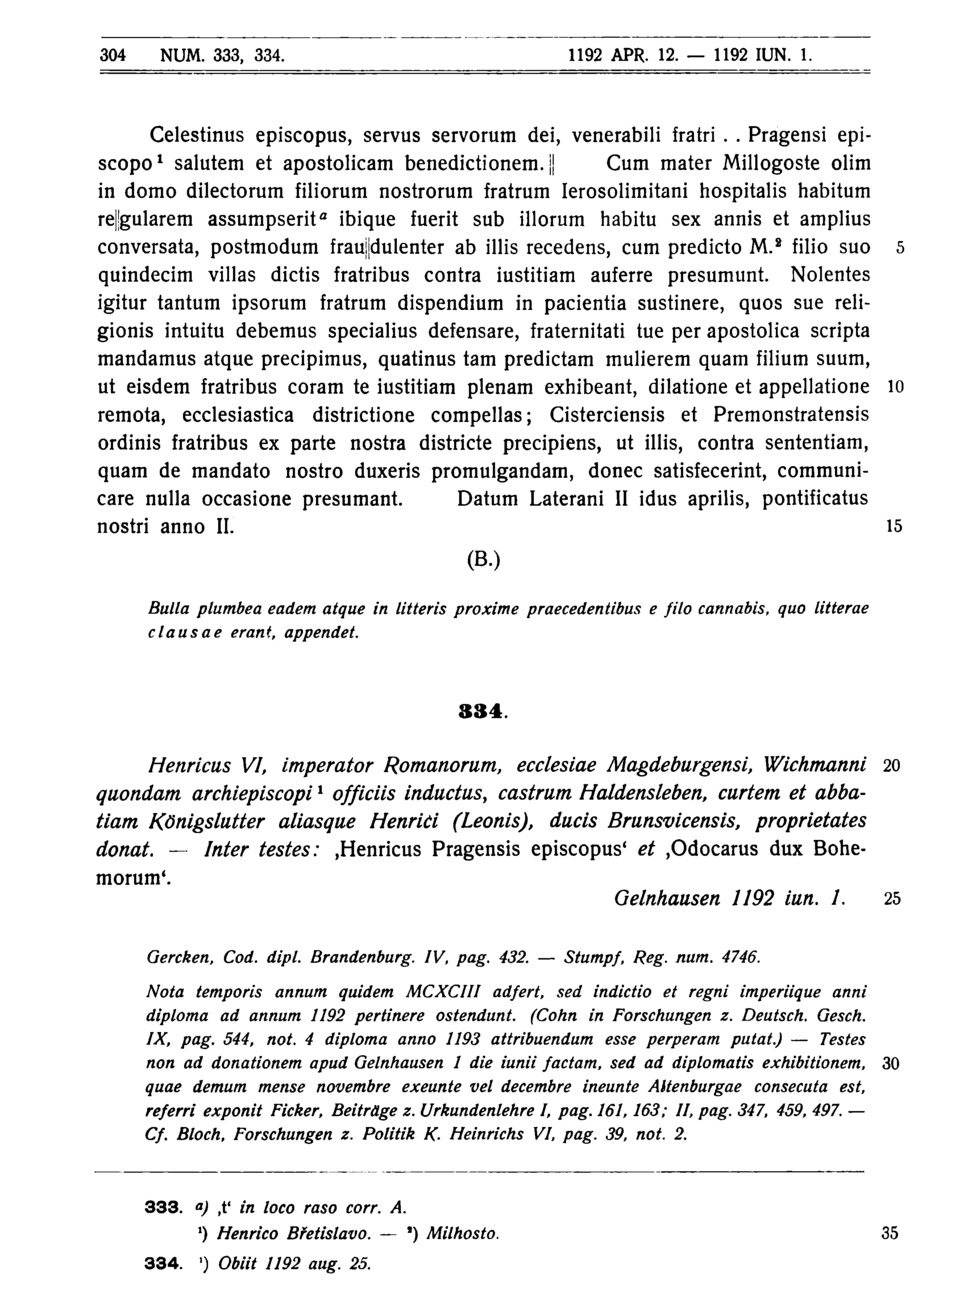 304 NUM. 333, 334. 1192 APR. 12. — 1192 IUN. 1.
Celestinus episcopus, servus servorum dei, venerabili fratri . . Pragensi epi-
scopo¹ salutem et apostolicam benedictionem. || Cum mater Millogoste olim
in domo dilectorum filiorum nostrorum fratrum Ierosolimitani hospitalis habitum
re||gularem assumpseritᵃ ibique fuerit sub illorum habitu sex annis et amplius
conversata, postmodum frau||dulenter ab illis recedens, cum predicto M.² filio suo 5
quindecim villas dictis fratribus contra iustitiam auferre presumunt. Nolentes
igitur tantum ipsorum fratrum dispendium in pacientia sustinere, quos sue reli-
gionis intuitu debemus specialius defensare, fraternitati tue per apostolica scripta
mandamus atque precipimus, quatinus tam predictam mulierem quam filium suum,
ut eisdem fratribus coram te iustitiam plenam exhibeant, dilatione et appellatione 10
remota, ecclesiastica districtione compellas; Cisterciensis et Premonstratensis
ordinis fratribus ex parte nostra districte precipiens, ut illis, contra sententiam,
quam de mandato nostro duxeris promulgandam, donec satisfecerint, communi-
care nulla occasione presumant. Datum Laterani II idus aprilis, pontificatus
nostri anno II. 15
(B.)
Bulla plumbea eadem atque in litteris proxime praecedentibus e filo cannabis, quo litterae
clausae erant, appendet.
334.
Henricus VI, imperator Romanorum, ecclesiae Magdeburgensi, Wichmanni 20
quondam archiepiscopi¹ officiis inductus, castrum Haldensleben, curtem et abba-
tiam Königslutter aliasque Henrici (Leonis), ducis Brunsvicensis, proprietates
donat. — Inter testes: ‚Henricus Pragensis episcopus‘ et ‚Odocarus dux Bohe-
morum‘.
Gelnhausen 1192 iun. 1. 25
Gercken, Cod. dipl. Brandenburg. IV, pag. 432. — Stumpf, Reg. num. 4746.
Nota temporis annum quidem MCXCIII adfert, sed indictio et regni imperiique anni
diploma ad annum 1192 pertinere ostendunt. (Cohn in Forschungen z. Deutsch. Gesch.
IX, pag. 544, not. 4 diploma anno 1193 attribuendum esse perperam putat.) — Testes
non ad donationem apud Gelnhausen 1 die iunii factam, sed ad diplomatis exhibitionem, 30
quae demum mense novembre exeunte vel decembre ineunte Altenburgae consecuta est,
referri exponit Ficker, Beiträge z. Urkundenlehre I, pag. 161, 163; II, pag. 347, 459, 497. —
Cf. Bloch, Forschungen z. Politik K. Heinrichs VI, pag. 39, not. 2.
333. ᵃ) ‚t‘ in loco raso corr. A.
¹) Henrico Břetislavo. — ²) Milhosto. 35
334. ¹) Obiit 1192 aug. 25.